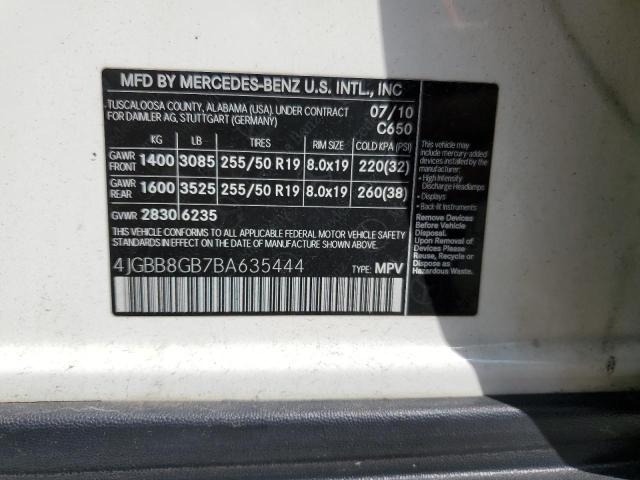 MFD BY MERCEDES-BENZ U.S. INTL., INC
TUSCALOOSA COUNTY, ALABAMA (USA), UNDER CONTRACT
FOR DAIMLER AG, STUTTGART (GERMANY)
07/10
C650
KG LB TIRES RIM SIZE COLD KPA (PSI)
GAWR FRONT 1400 3085 255/50 R19 8.0x19 220(32)
GAWR REAR 1600 3525 255/50 R19 8.0x19 260(38)
GVWR 2830 6235
THIS VEHICLE CONFORMS TO ALL APPLICABLE FEDERAL MOTOR VEHICLE
SAFETY STANDARDS IN EFFECT ON THE DATE OF MANUFACTURE SHOWN ABOVE.
4JGBB8GB7BA635444
TYPE: MPV
This vehicle may include
mercury-added devices
installed by the manufacturer:
• High Intensity
Discharge Headlamps
• Displays
• Back-lit Instruments
Remove Devices
Before Vehicle
Disposal.
Upon Removal
of Devices Please
Reuse, Recycle or
Dispose as
Hazardous Waste.